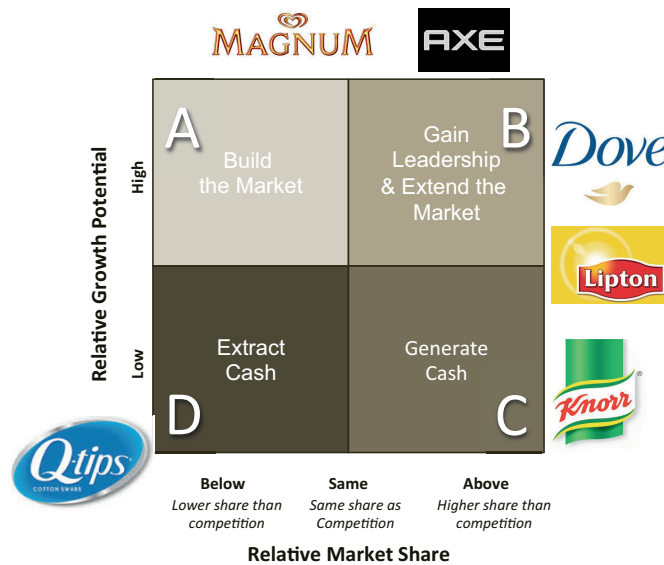 MAGNUM
AXE
A
Build
the Market
B
Gain
Leadership
& Extend the
Market
Dove
Lipton
Relative Growth Potential
High
Low
Extract
Cash
D
Generate
Cash
C
Knorr
®
Q-tips
COTTON SWABS
Below
Lower share than
competition
Same
Same share as
Competition
Above
Higher share than
competition
Relative Market Share